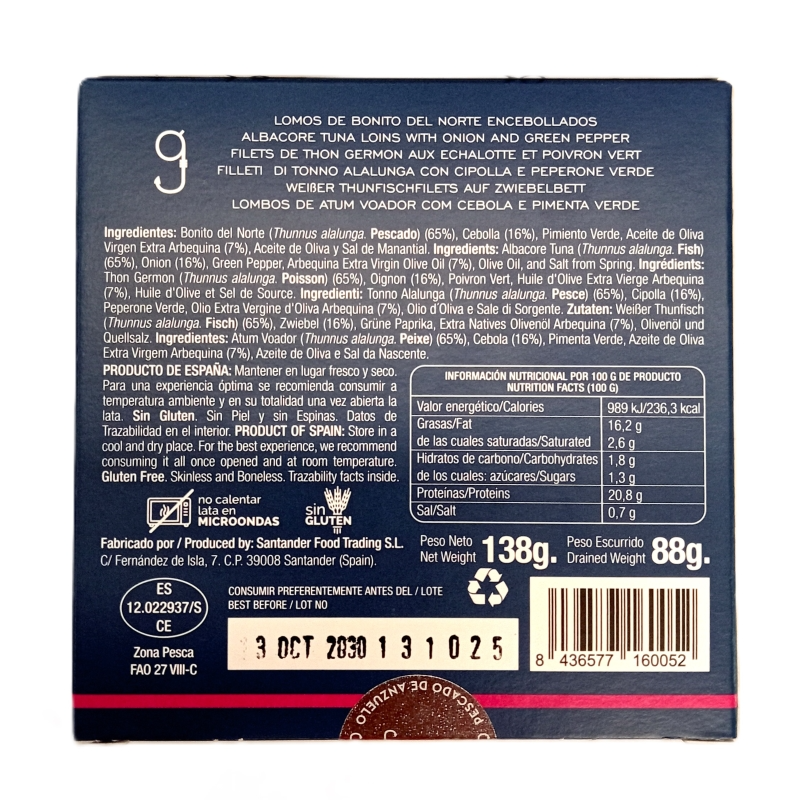 g
LOMOS DE BONITO DEL NORTE ENCEBOLLADOS
ALBACORE TUNA LOINS WITH ONION AND GREEN PEPPER
FILETS DE THON GERMON AUX ECHALOTTE ET POIVRON VERT
FILLETI DI TONNO ALALUNGA CON CIPOLLA E PEPERONE VERDE
WEIßER THUNFISCHFILETS AUF ZWIEBELBETT
LOMBOS DE ATUM VOADOR COM CEBOLA E PIMENTA VERDE
Ingredientes: Bonito del Norte (Thunnus alalunga. Pescado) (65%), Cebolla (16%), Pimiento Verde, Aceite de Oliva
Virgen Extra Arbequina (7%), Aceite de Oliva y Sal de Manantial. Ingredients: Albacore Tuna (Thunnus alalunga. Fish)
(65%), Onion (16%), Green Pepper, Arbequina Extra Virgin Olive Oil (7%), Olive Oil, and Salt from Spring. Ingrédients:
Thon Germon (Thunnus alalunga. Poisson) (65%), Oignon (16%), Poivron Vert, Huile d'Olive Extra Vierge Arbequina
(7%), Huile d'Olive et Sel de Source. Ingredienti: Tonno Alalunga (Thunnus alalunga. Pesce) (65%), Cipolla (16%),
Peperone Verde, Olio Extra Vergine d'Oliva Arbequina (7%), Olio d'Oliva e Sale di Sorgente. Zutaten: Weißer Thunfisch
(Thunnus alalunga. Fisch) (65%), Zwiebel (16%), Grüne Paprika, Extra Natives Olivenöl Arbequina (7%), Olivenöl und
Quellsalz. Ingredientes: Atum Voador (Thunnus alalunga. Peixe) (65%), Cebola (16%), Pimenta Verde, Azeite de Oliva
Extra Virgem Arbequina (7%), Azeite de Oliva e Sal da Nascente.
PRODUCTO DE ESPAÑA: Mantener en lugar fresco y seco.
Para una experiencia óptima se recomienda consumir a
temperatura ambiente y en su totalidad una vez abierta la
lata. Sin Gluten. Sin Piel y sin Espinas. Datos de
Trazabilidad en el interior. PRODUCT OF SPAIN: Store in a
cool and dry place. For the best experience, we recommend
consuming it all once opened and at room temperature.
Gluten Free. Skinless and Boneless. Trazability facts inside.
INFORMACIÓN NUTRICIONAL POR 100 G DE PRODUCTO
NUTRITION FACTS (100 G)
Valor energético/Calories 989 kJ/236,3 kcal
Grasas/Fat 16,2 g
de las cuales saturadas/Saturated 2,6 g
Hidratos de carbono/Carbohydrates 1,8 g
de los cuales: azúcares/Sugars 1,3 g
Proteínas/Proteins 20,8 g
Sal/Salt 0,7 g
no calentar
lata en
MICROONDAS
sin
GLUTEN
Fabricado por / Produced by: Santander Food Trading S.L.
C/ Fernández de Isla, 7. C.P. 39008 Santander (Spain).
Peso Neto
Net Weight 138g.
Peso Escurrido
Drained Weight 88g.
ES
12.022937/S
CE
Zona Pesca
FAO 27 VIII-C
CONSUMIR PREFERENTEMENTE ANTES DEL / LOTE
BEST BEFORE / LOT NO
3 OCT 2030 131025
8 436577 160052
PESCADO DE ANZUELO